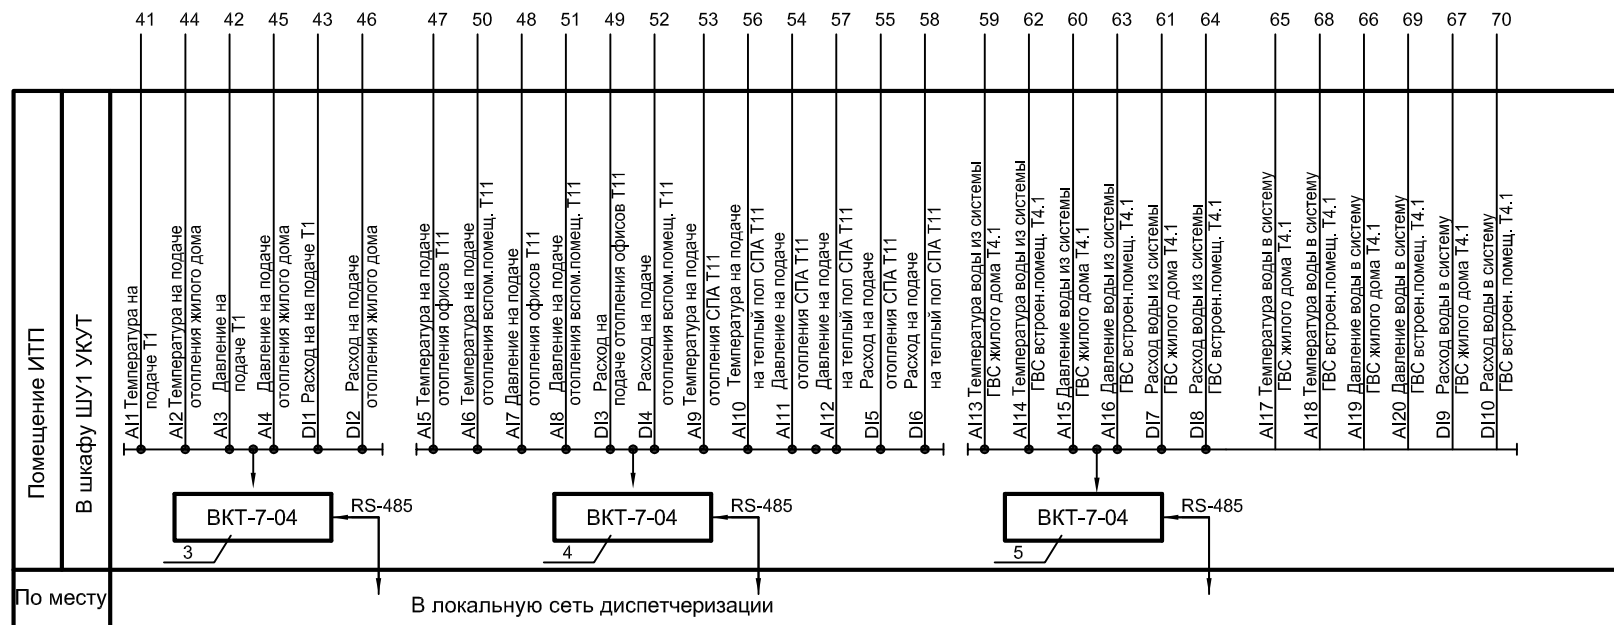 41 44 42 45 43 46 47 50 48 51 49 52 53 56 54 57 55 58 59 62 60 63 61 64 65 68 66 69 67 70
Помещение ИТП
В шкафу ШУ1 УКУТ
AI1 Температура на
подаче Т1
AI2 Температура на подаче
отопления жилого дома
AI3 Давление на
подаче Т1
AI4 Давление на подаче
отопления жилого дома
DI1 Расход на на подаче Т1
DI2 Расход на подаче
отопления жилого дома
AI5 Температура на подаче
отопления офисов Т11
AI6 Температура на подаче
отопления вспом.помещ. Т11
AI7 Давление на подаче
отопления офисов Т11
AI8 Давление на подаче
отопления вспом.помещ. Т11
DI3 Расход на
подаче отопления офисов Т11
DI4 Расход на подаче
отопления вспом.помещ. Т11
AI9 Температура на подаче
отопления СПА Т11
AI10 Температура на подаче
на теплый пол СПА Т11
AI11 Давление на подаче
отопления СПА Т11
AI12 Давление на подаче
на теплый пол СПА Т11
DI5 Расход на подаче
отопления СПА Т11
DI6 Расход на подаче
на теплый пол СПА Т11
AI13 Температура воды из системы
ГВС жилого дома Т4.1
AI14 Температура воды из системы
ГВС встроен.помещ. Т4.1
AI15 Давление воды из системы
ГВС жилого дома Т4.1
AI16 Давление воды из системы
ГВС встроен.помещ. Т4.1
DI7 Расход воды из системы
ГВС жилого дома Т4.1
DI8 Расход воды из системы
ГВС встроен.помещ. Т4.1
AI17 Температура воды в систему
ГВС жилого дома Т4.1
AI18 Температура воды в систему
ГВС встроен.помещ. Т4.1
AI19 Давление воды в систему
ГВС жилого дома Т4.1
AI20 Давление воды в систему
ГВС встроен.помещ. Т4.1
DI9 Расход воды в систему
ГВС жилого дома Т4.1
DI10 Расход воды в систему
ГВС встроен. помещ. Т4.1
ВКТ-7-04
RS-485
3
ВКТ-7-04
RS-485
4
ВКТ-7-04
RS-485
5
По месту
В локальную сеть диспетчеризации